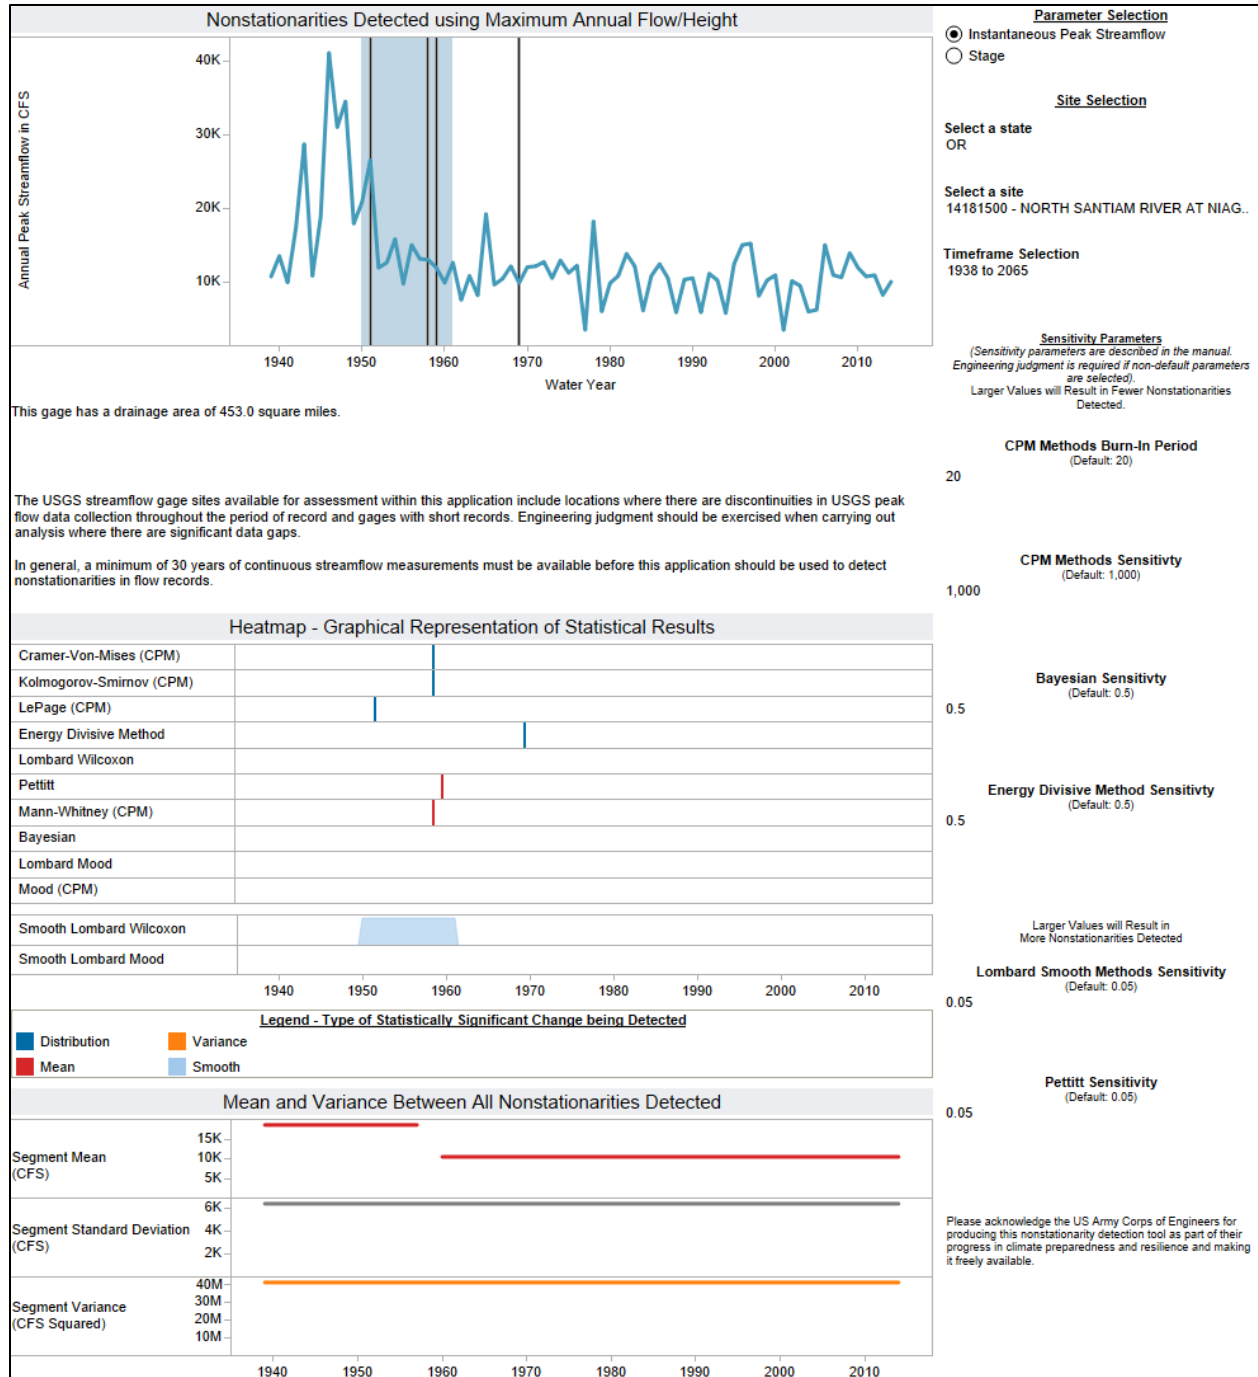 Nonstationarities Detected using Maximum Annual Flow/Height
Annual Peak Streamflow in CFS
40K
30K
20K
10K
1940 1950 1960 1970 1980 1990 2000 2010
Water Year
This gage has a drainage area of 453.0 square miles.
The USGS streamflow gage sites available for assessment within this application include locations where there are discontinuities in USGS peak
flow data collection throughout the period of record and gages with short records. Engineering judgment should be exercised when carrying out
analysis where there are significant data gaps.
In general, a minimum of 30 years of continuous streamflow measurements must be available before this application should be used to detect
nonstationarities in flow records.
Heatmap - Graphical Representation of Statistical Results
Cramer-Von-Mises (CPM)
Kolmogorov-Smirnov (CPM)
LePage (CPM)
Energy Divisive Method
Lombard Wilcoxon
Pettitt
Mann-Whitney (CPM)
Bayesian
Lombard Mood
Mood (CPM)
Smooth Lombard Wilcoxon
Smooth Lombard Mood
1940 1950 1960 1970 1980 1990 2000 2010
Legend - Type of Statistically Significant Change being Detected
Distribution Variance
Mean Smooth
Mean and Variance Between All Nonstationarities Detected
Segment Mean
(CFS)
15K
10K
5K
Segment Standard Deviation
(CFS)
6K
4K
2K
Segment Variance
(CFS Squared)
40M
30M
20M
10M
1940 1950 1960 1970 1980 1990 2000 2010
Parameter Selection
Instantaneous Peak Streamflow
Stage
Site Selection
Select a state
OR
Select a site
14181500 - NORTH SANTIAM RIVER AT NIAG..
Timeframe Selection
1938 to 2065
Sensitivity Parameters
(Sensitivity parameters are described in the manual.
Engineering judgment is required if non-default parameters
are selected).
Larger Values will Result in Fewer Nonstationarities
Detected.
CPM Methods Burn-In Period
(Default: 20)
20
CPM Methods Sensitivty
(Default: 1,000)
1,000
Bayesian Sensitivty
(Default: 0.5)
0.5
Energy Divisive Method Sensitivty
(Default: 0.5)
0.5
Larger Values will Result in
More Nonstationarities Detected
Lombard Smooth Methods Sensitivity
(Default: 0.05)
0.05
Pettitt Sensitivity
(Default: 0.05)
0.05
Please acknowledge the US Army Corps of Engineers for
producing this nonstationarity detection tool as part of their
progress in climate preparedness and resilience and making
it freely available.